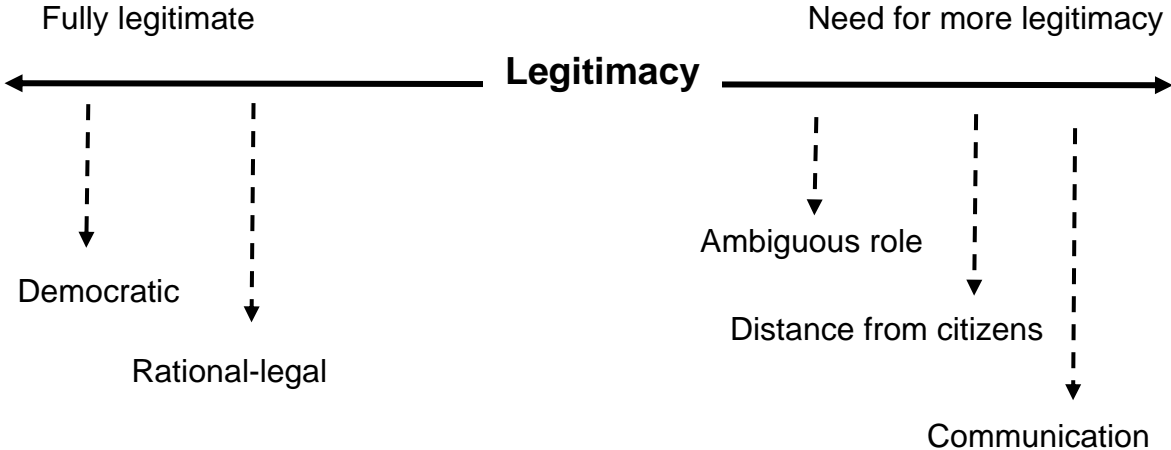 Fully legitimate
Need for more legitimacy
Legitimacy
Ambiguous role
Democratic
Distance from citizens
Rational-legal
Communication